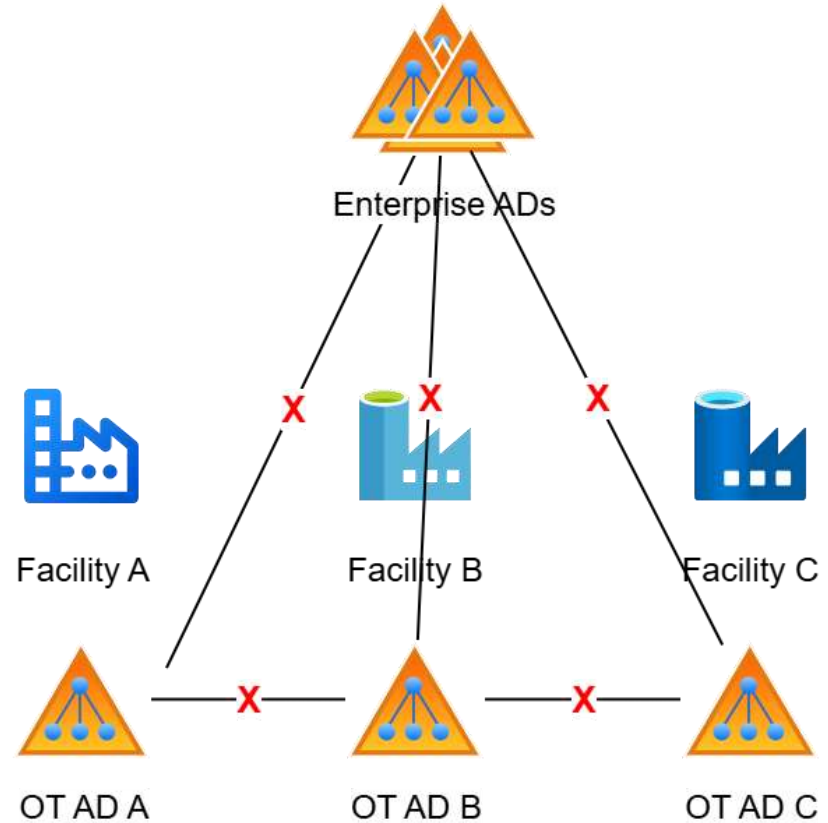 Enterprise ADs
X
X
X
Facility A
Facility B
Facility C
X
X
OT AD A
OT AD B
OT AD C